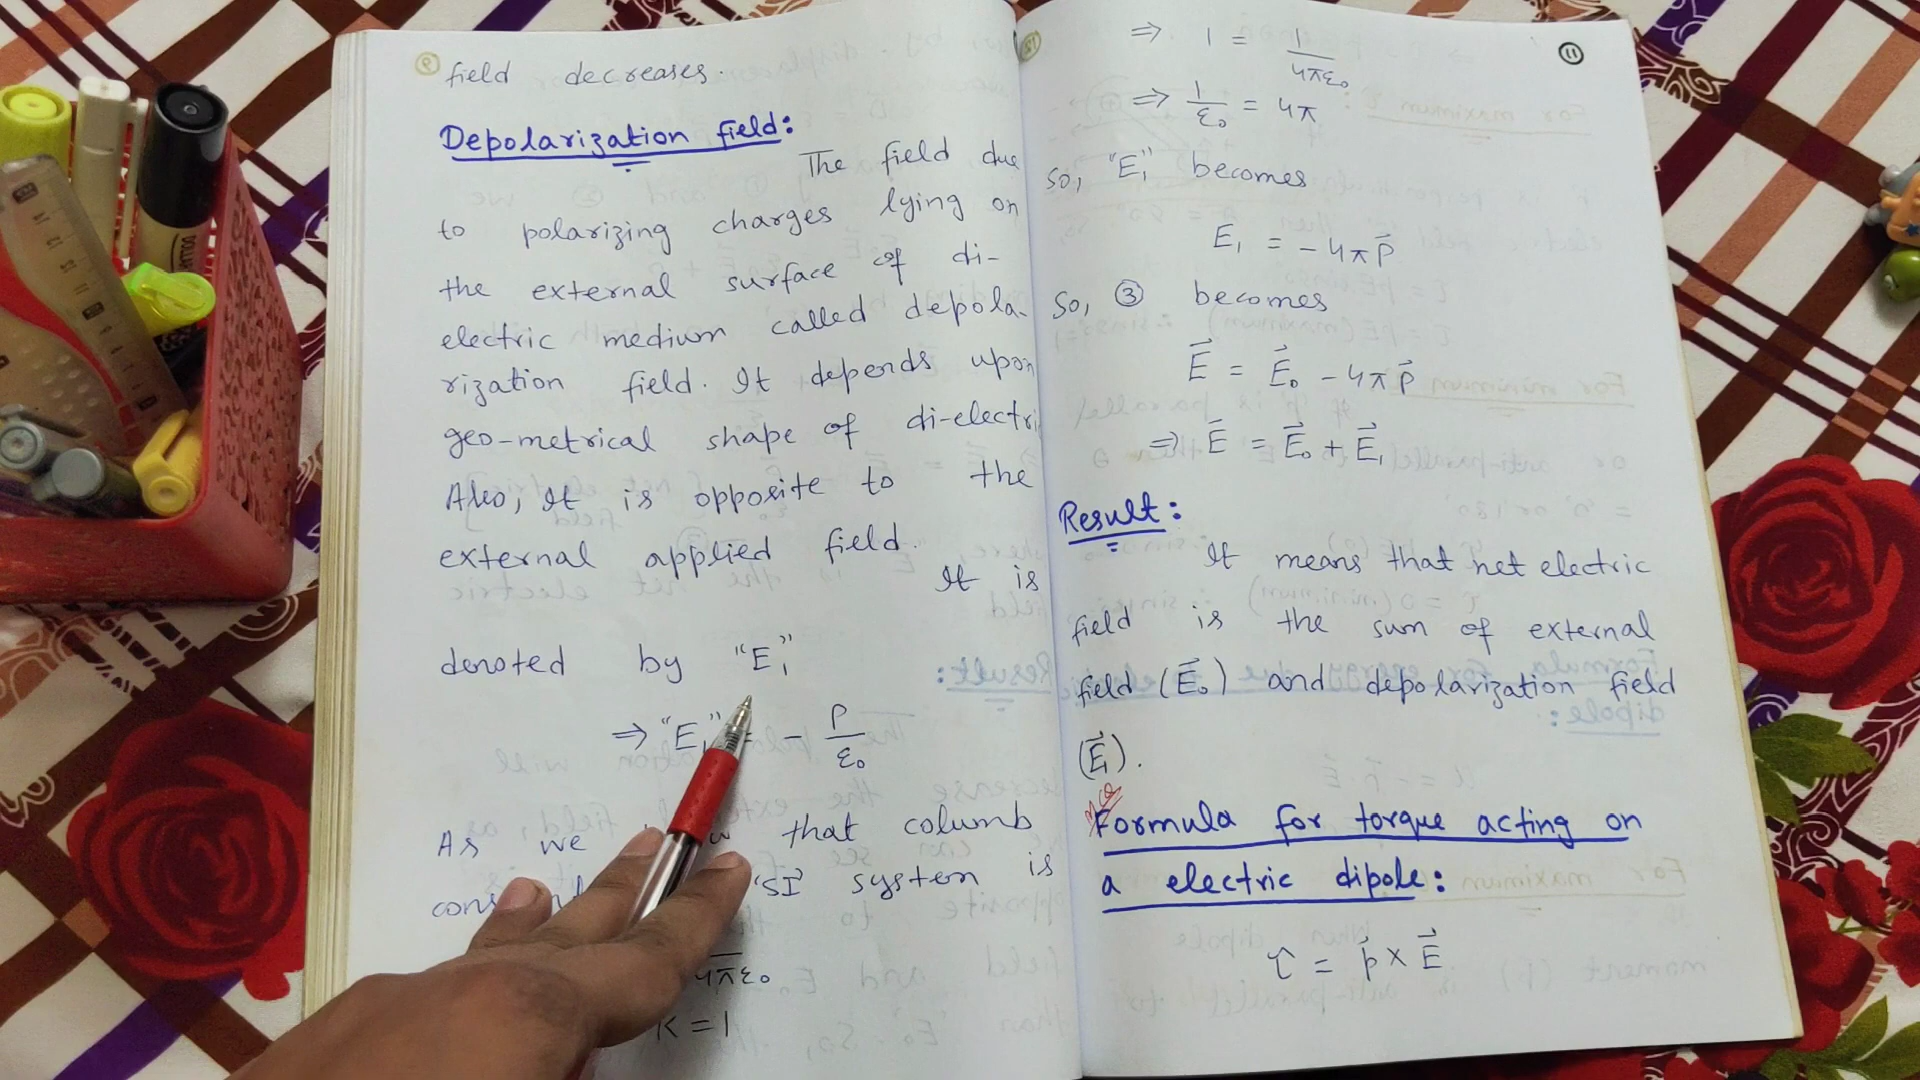 9
field decreases.
Depolarization field:
The field due
to polarizing charges lying on
the external surface of di-
electric medium called depola-
rization field. It depends upon
geo-metrical shape of di-electri
Also, It is opposite to the
external applied field.
It is
denoted by "E₁"
⇒ "E₁" = - P/ε₀
As we that columb
"SI" system is
4πε₀
K = 1
11
⇒ 1 = 1/4πε₀
⇒ 1/ε₀ = 4π
so, "E₁" becomes
E₁ = -4πP⃗
So, ③ becomes
E⃗ = E⃗₀ - 4πP⃗
⇒ E⃗ = E⃗₀ + E⃗₁
Result:
It means that net electric
field is the sum of external
field (E⃗₀) and depolarization field
(E⃗₁).
Formula for torque acting on
a electric dipole:
τ = p⃗ × E⃗